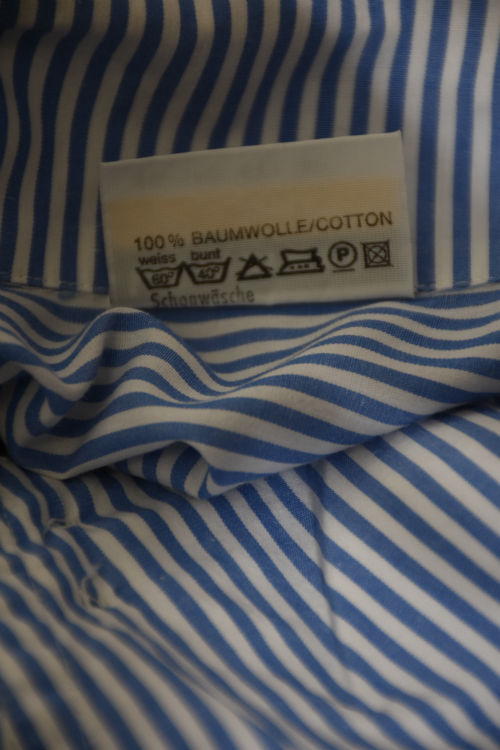 100% BAUMWOLLE/COTTON
weiss bunt
60° 40° P
Schonwäsche